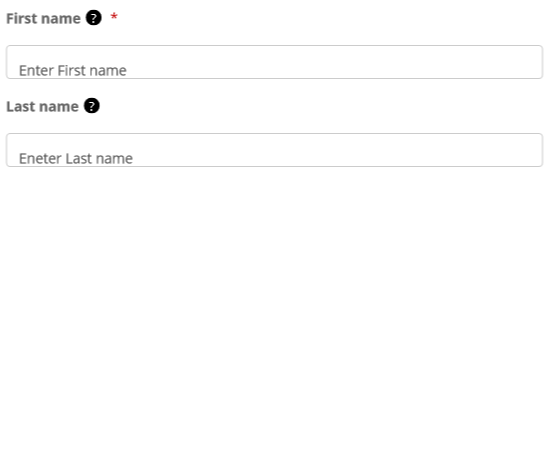 First name ? *
Enter First name
Last name ?
Eneter Last name